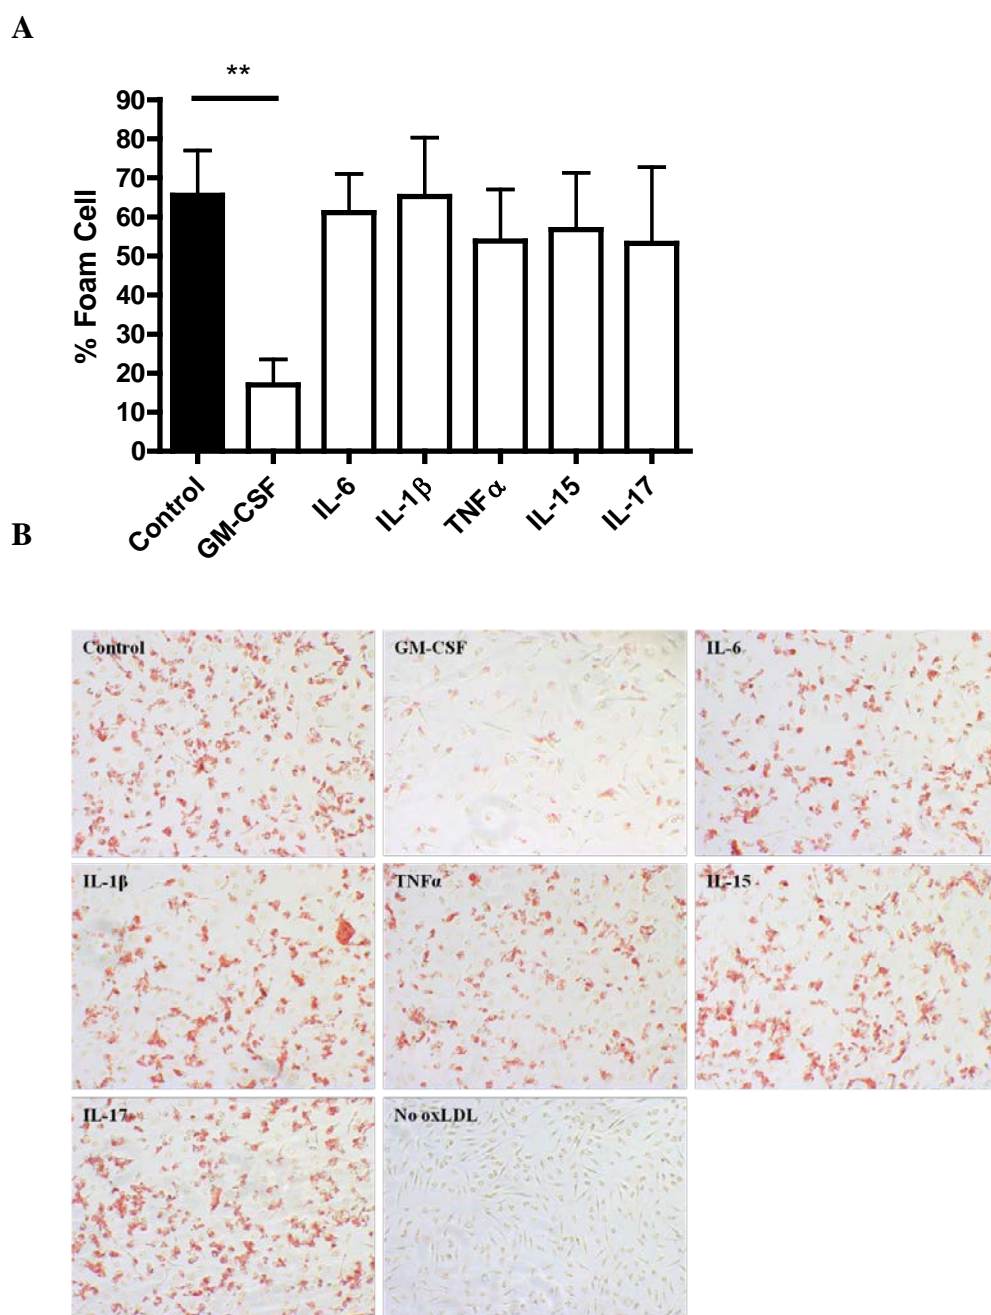 A
**
90
80
70
60
50
40
30
20
10
0
% Foam Cell
Control
GM-CSF
IL-6
IL-1β
TNFα
IL-15
IL-17
B
Control
GM-CSF
IL-6
IL-1β
TNFα
IL-15
IL-17
No oxLDL